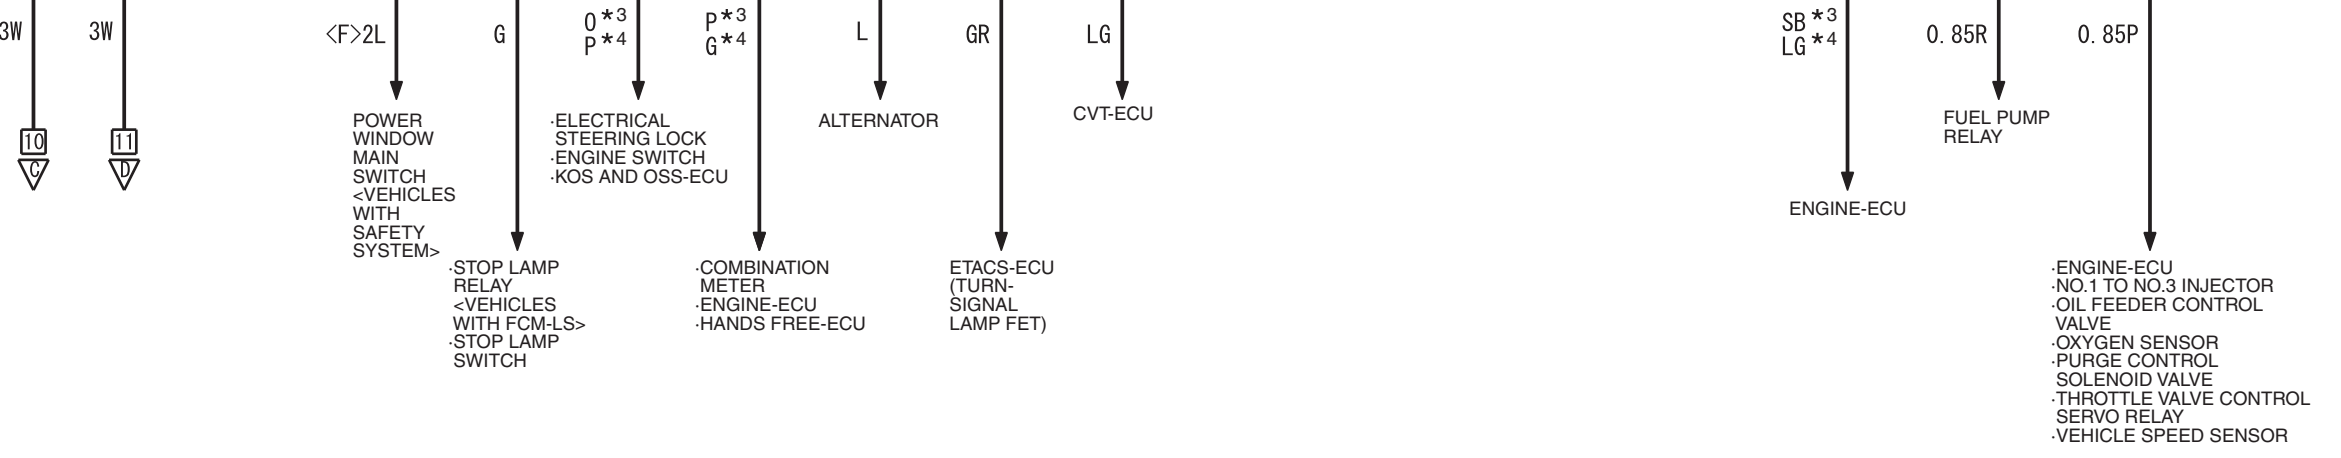 3W
3W
<F>2L
G
O*3
P*4
P*3
G*4
L
GR
LG
SB*3
LG*4
0.85R
0.85P
10
C
11
D
POWER
WINDOW
MAIN
SWITCH
<VEHICLES
WITH
SAFETY
SYSTEM>
·STOP LAMP
RELAY
<VEHICLES
WITH FCM-LS>
·STOP LAMP
SWITCH
·ELECTRICAL
STEERING LOCK
·ENGINE SWITCH
·KOS AND OSS-ECU
·COMBINATION
METER
·ENGINE-ECU
·HANDS FREE-ECU
ALTERNATOR
ETACS-ECU
(TURN-
SIGNAL
LAMP FET)
CVT-ECU
ENGINE-ECU
FUEL PUMP
RELAY
·ENGINE-ECU
·NO.1 TO NO.3 INJECTOR
·OIL FEEDER CONTROL
VALVE
·OXYGEN SENSOR
·PURGE CONTROL
SOLENOID VALVE
·THROTTLE VALVE CONTROL
SERVO RELAY
·VEHICLE SPEED SENSOR